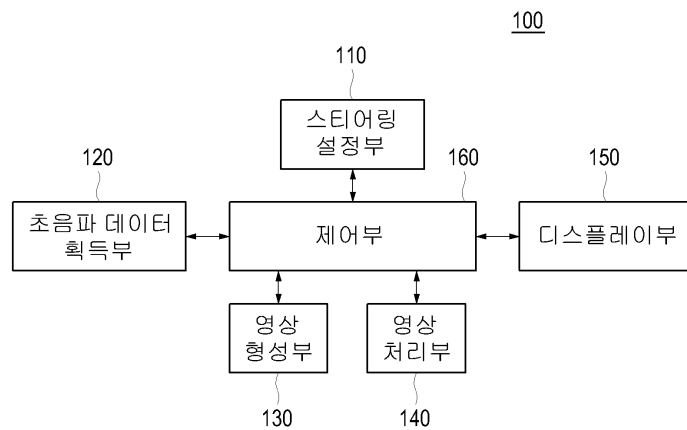 100
110
스티어링
설정부
120
160
150
초음파 데이터
획득부
제어부
디스플레이부
영상
형성부
영상
처리부
130
140